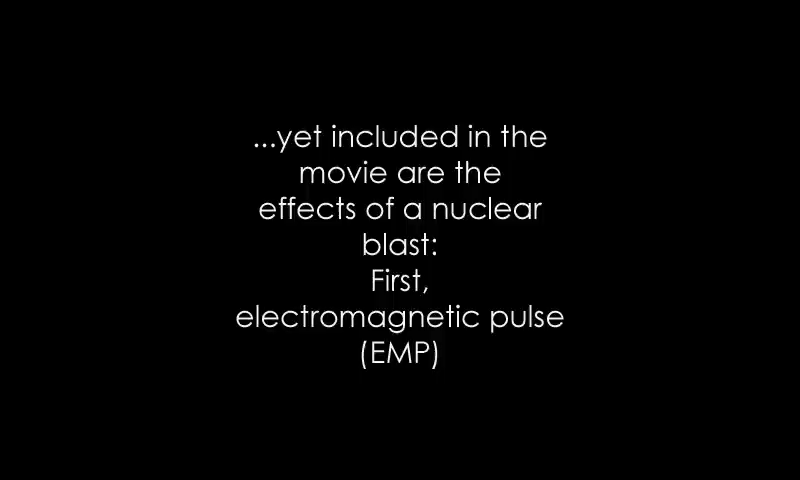 ...yet included in the
movie are the
effects of a nuclear
blast:
First,
electromagnetic pulse
(EMP)